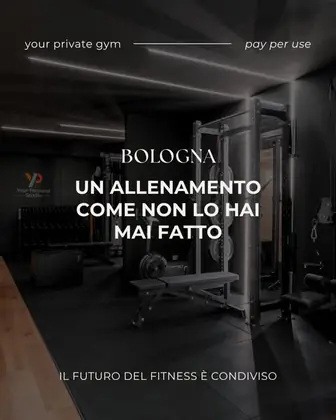 your private gym
pay per use
BOLOGNA
UN ALLENAMENTO
COME NON LO HAI
MAI FATTO
IL FUTURO DEL FITNESS È CONDIVISO